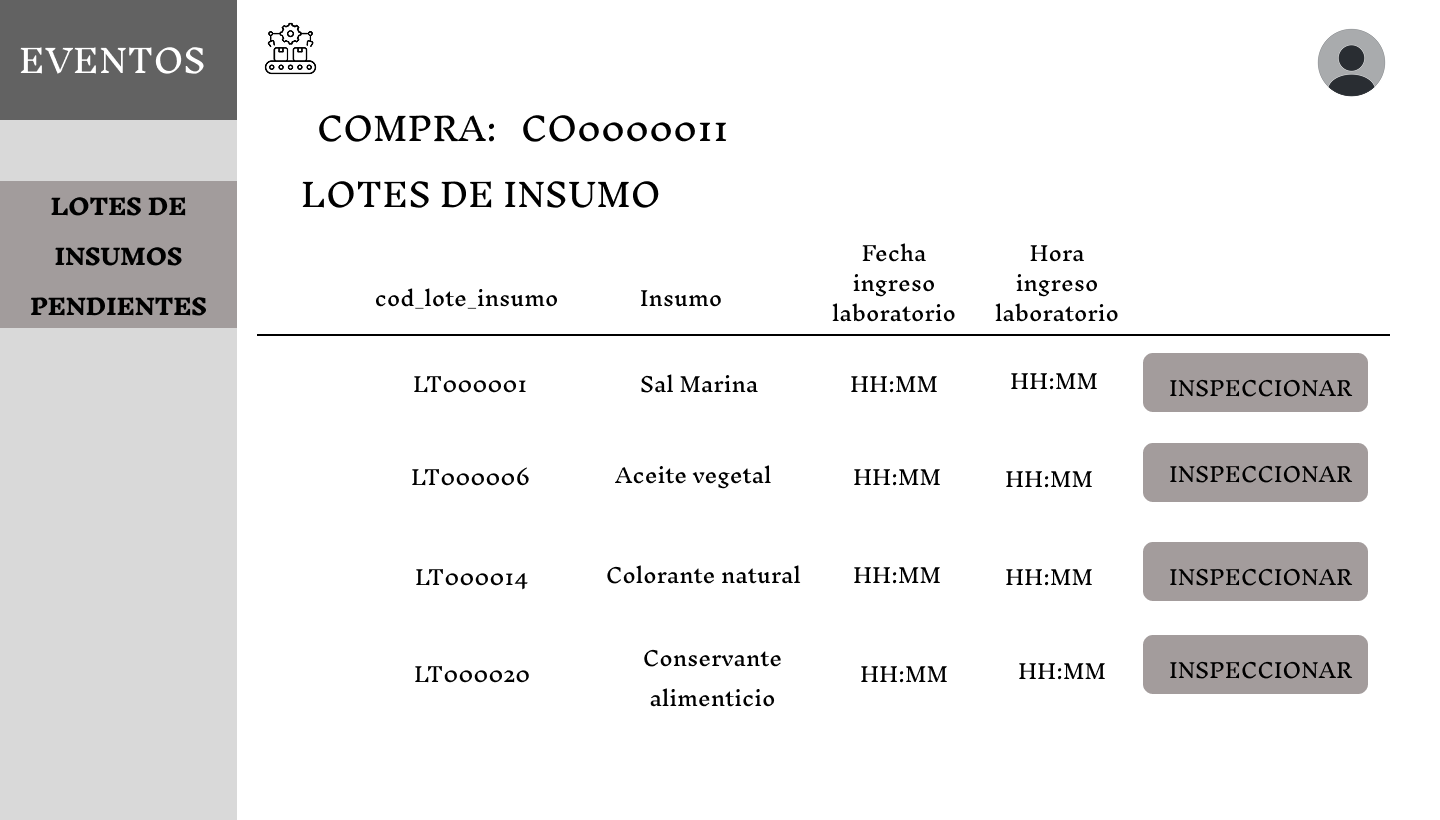 EVENTOS
LOTES DE
INSUMOS
PENDIENTES
COMPRA: CO0000011
LOTES DE INSUMO
cod_lote_insumo
Insumo
Fecha
ingreso
laboratorio
Hora
ingreso
laboratorio
LT000001 Sal Marina HH:MM HH:MM INSPECCIONAR
LT000006 Aceite vegetal HH:MM HH:MM INSPECCIONAR
LT000014 Colorante natural HH:MM HH:MM INSPECCIONAR
LT000020 Conservante
alimenticio HH:MM HH:MM INSPECCIONAR